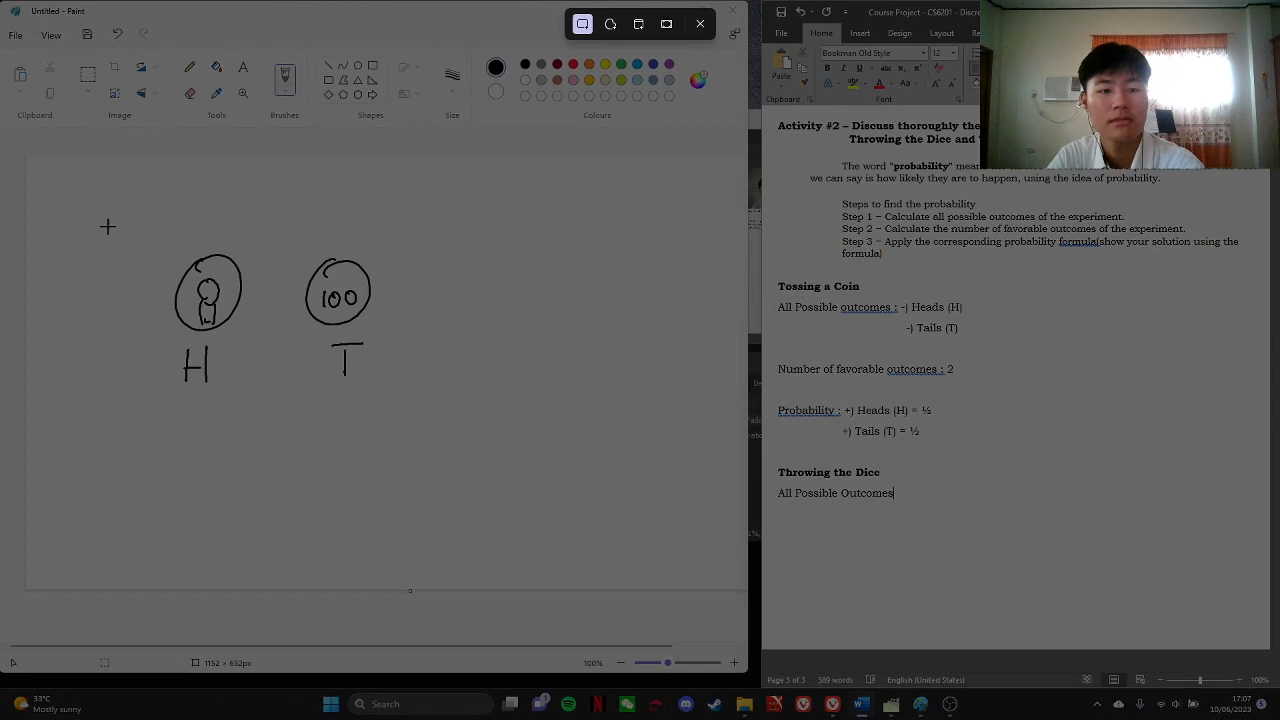 Untitled - Paint
File
View
Clipboard
Image
Tools
Brushes
Shapes
Size
Colours
H
T
100
1152 × 652px
100%
Course Project - CS6201 - Discre
File
Home
Insert
Draw
Design
Layout
Bookman Old Style
12
Paste
Clipboard
Font
Activity #2 – Discuss thoroughly the
Throwing the Dice and
The word "probability" mean
we can say is how likely they are to happen, using the idea of probability.
Steps to find the probability
Step 1 – Calculate all possible outcomes of the experiment.
Step 2 – Calculate the number of favorable outcomes of the experiment.
Step 3 – Apply the corresponding probability formula(show your solution using the
formula)
Tossing a Coin
All Possible outcomes : -) Heads (H)
-) Tails (T)
Number of favorable outcomes : 2
Probability : +) Heads (H) = ½
+) Tails (T) = ½
Throwing the Dice
All Possible Outcomes
Page 3 of 3
389 words
English (United States)
100%
33°C
Mostly sunny
Search
17:07
10/06/2023